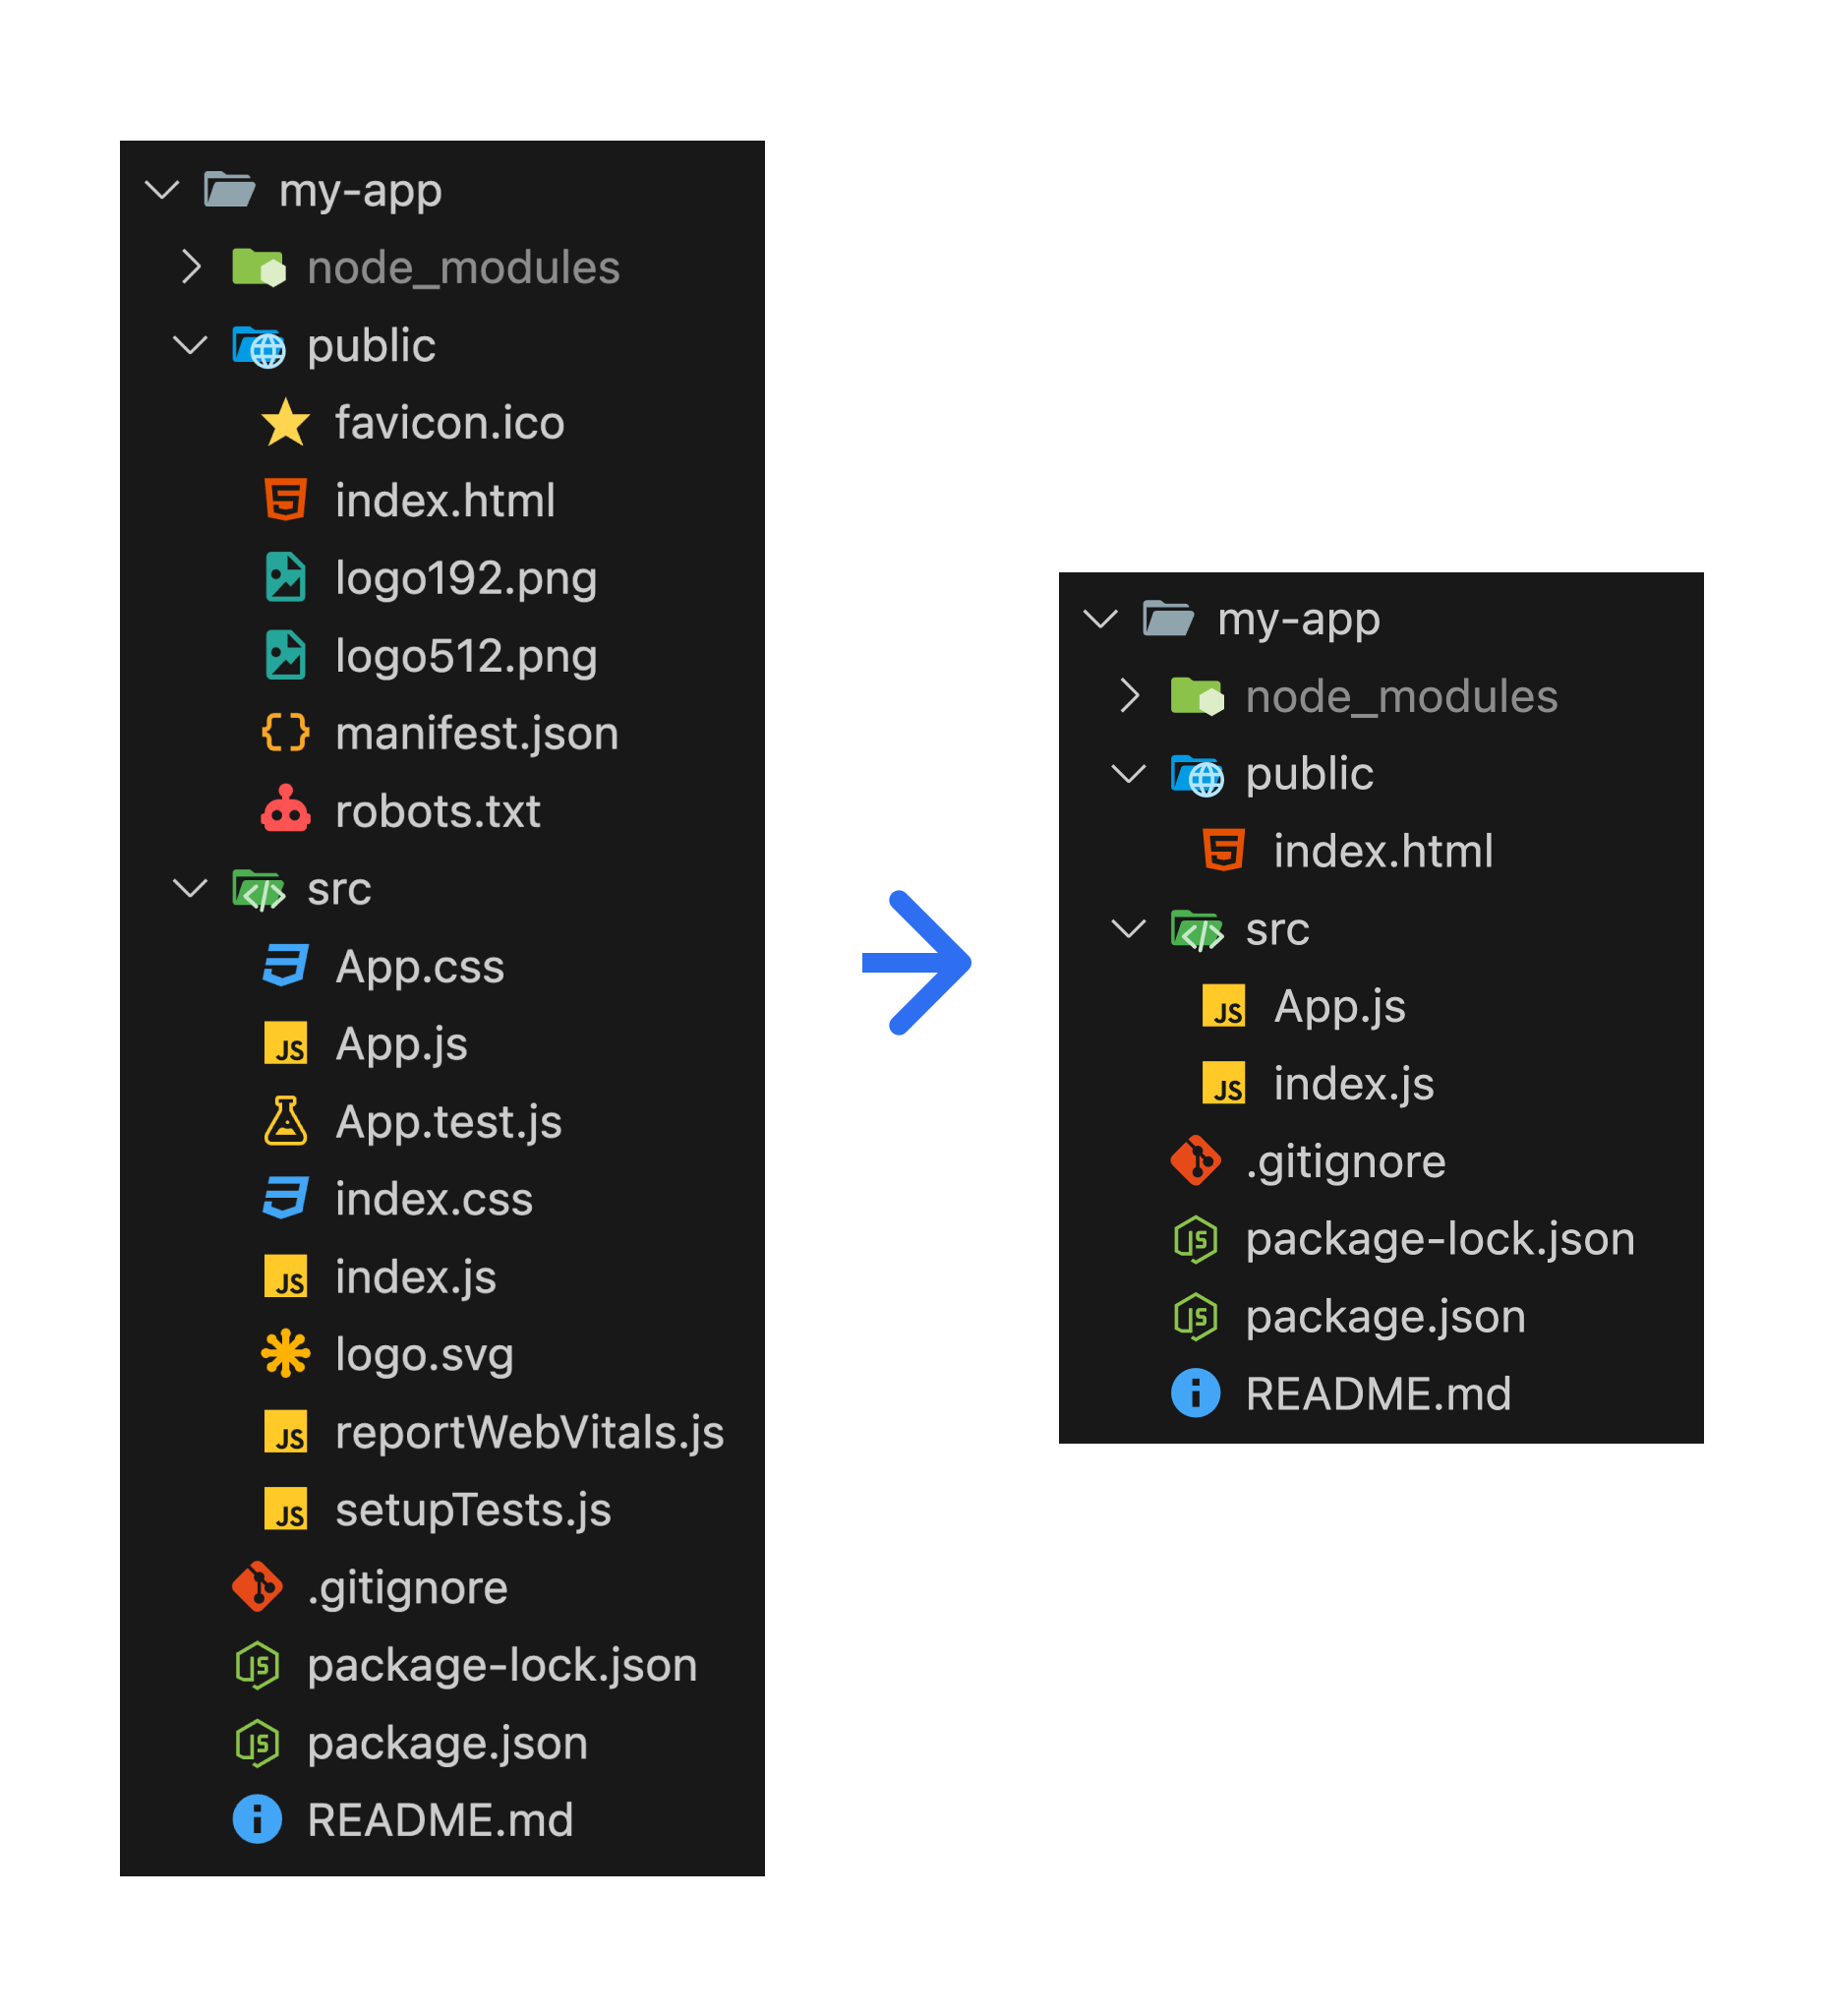 my-app
node_modules
public
favicon.ico
index.html
logo192.png
logo512.png
manifest.json
robots.txt
src
App.css
App.js
App.test.js
index.css
index.js
logo.svg
reportWebVitals.js
setupTests.js
.gitignore
package-lock.json
package.json
README.md
my-app
node_modules
public
index.html
src
App.js
index.js
.gitignore
package-lock.json
package.json
README.md